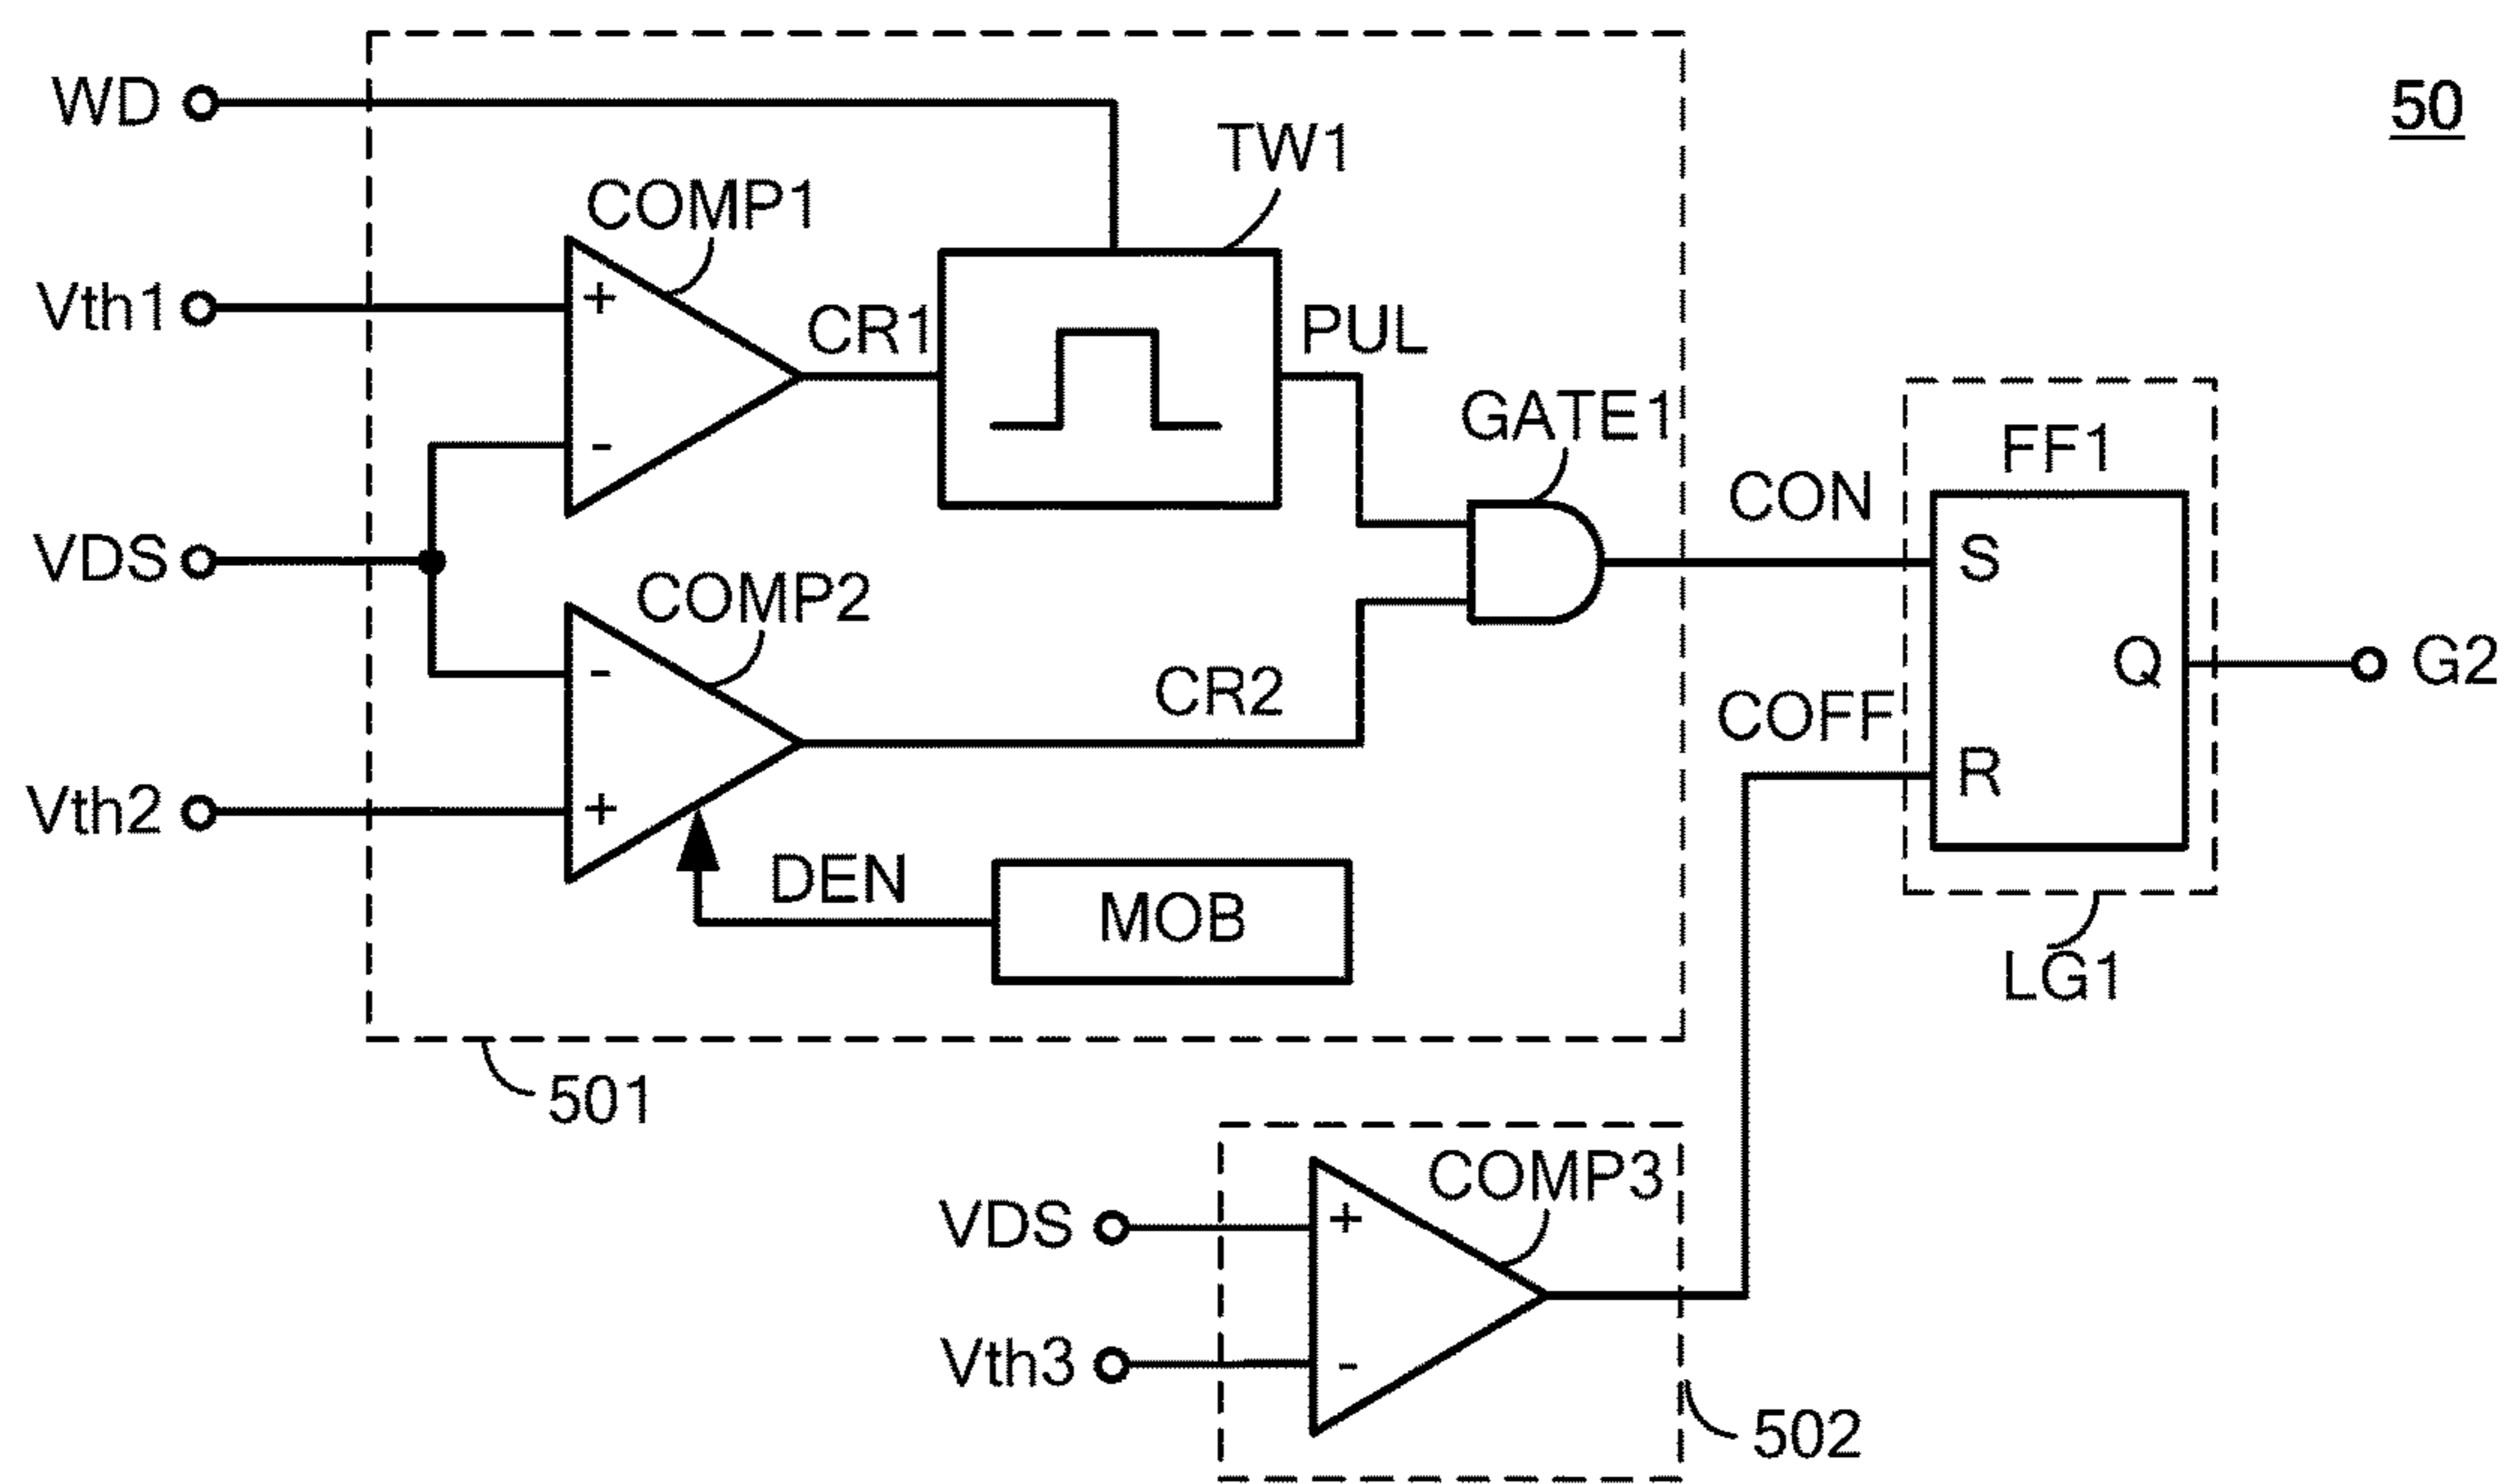 WD
50
TW1
COMP1
Vth1
+
CR1
PUL
GATE1
-
FF1
CON
S
VDS
COMP2
-
CR2
Q
G2
COFF
R
Vth2
+
DEN
MOB
LG1
501
COMP3
VDS
+
Vth3
-
502